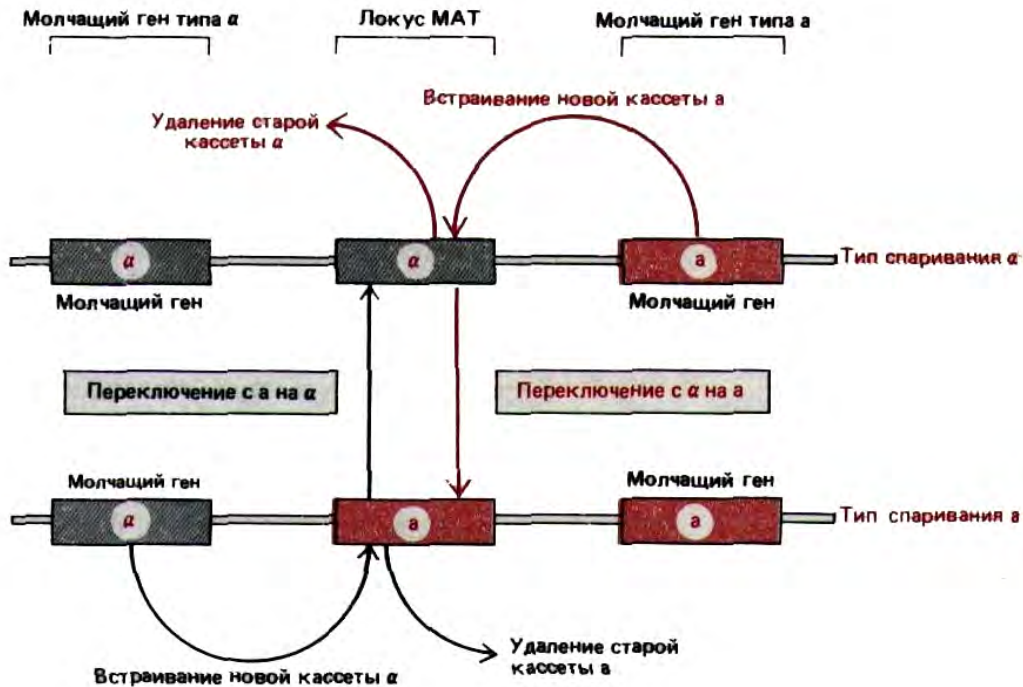 Молчащий ген типа α
Локус МАТ
Молчащий ген типа а
Встраивание новой кассеты а
Удаление старой
кассеты α
α
α
а
Тип спаривания α
Молчащий ген
Молчащий ген
Переключение с а на α
Переключение с α на а
Молчащий ген
Молчащий ген
α
а
а
Тип спаривания а
Удаление старой
кассеты а
Встраивание новой кассеты α